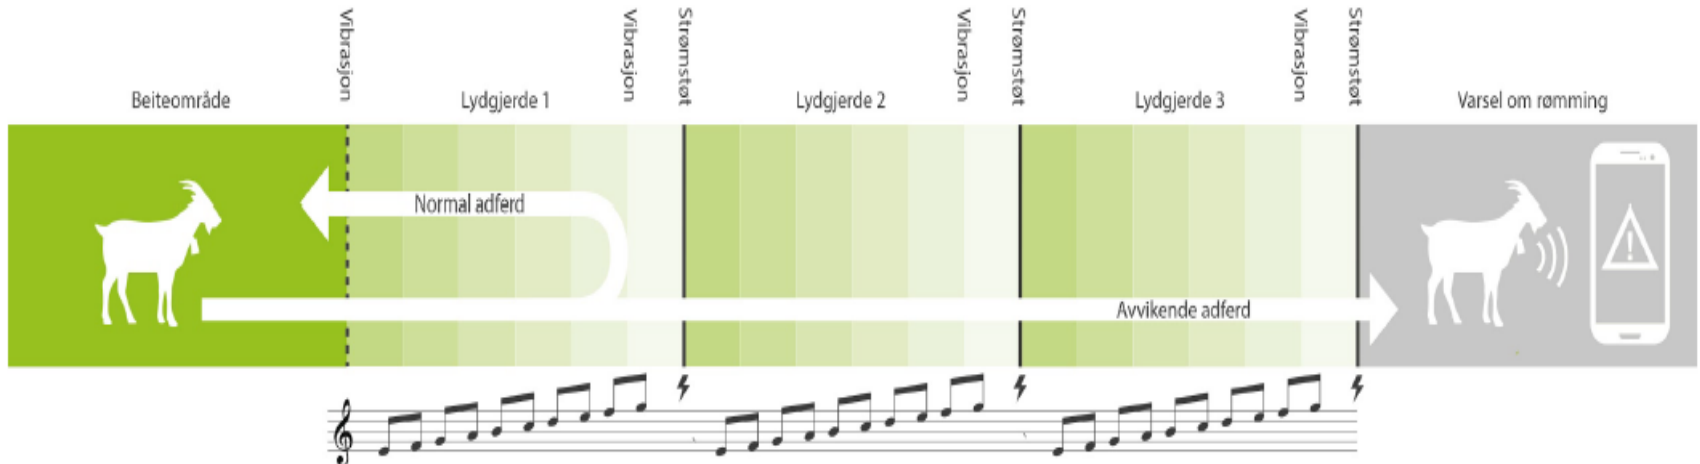 Vibrasjon
Vibrasjon
Strømstøt
Vibrasjon
Strømstøt
Vibrasjon
Strømstøt
Beiteområde
Lydgjerde 1
Lydgjerde 2
Lydgjerde 3
Varsel om rømming
Normal adferd
Avvikende adferd